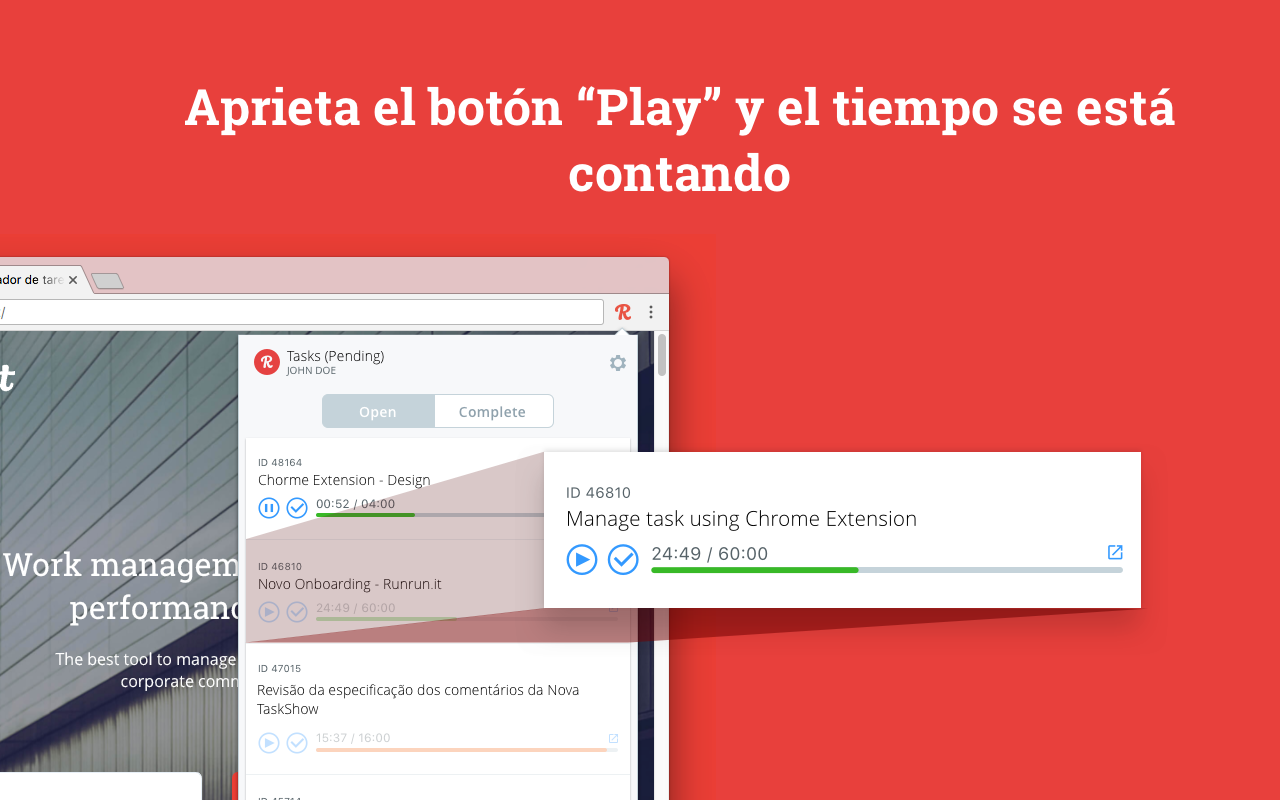 Aprieta el botón “Play” y el tiempo se está
contando
ador de tare
/
Tasks (Pending)
JOHN DOE
Open
Complete
ID 48164
Chorme Extension - Design
00:52 / 04:00
ID 46810
Manage task using Chrome Extension
24:49 / 60:00
ID 46810
Novo Onboarding - Runrun.it
24:49 / 60:00
Work managem
performanc
The best tool to manage
corporate comm
ID 47015
Revisão da especificação dos comentários da Nova
TaskShow
15:37 / 16:00